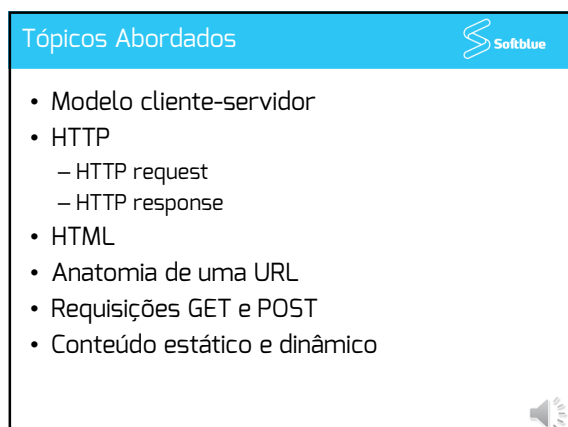 Tópicos Abordados
Softblue
• Modelo cliente-servidor
• HTTP
– HTTP request
– HTTP response
• HTML
• Anatomia de uma URL
• Requisições GET e POST
• Conteúdo estático e dinâmico